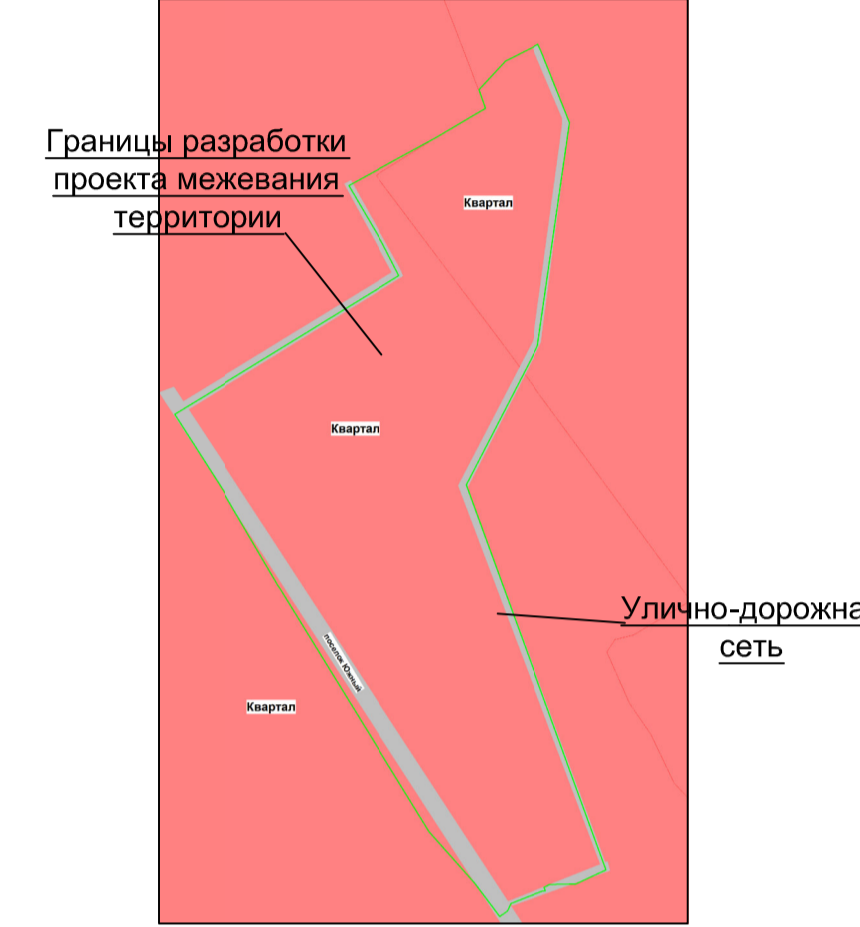 Границы разработки
проекта межевания
территории
Квартал
Квартал
Улично-дорожна
сеть
поселок Южный
Квартал